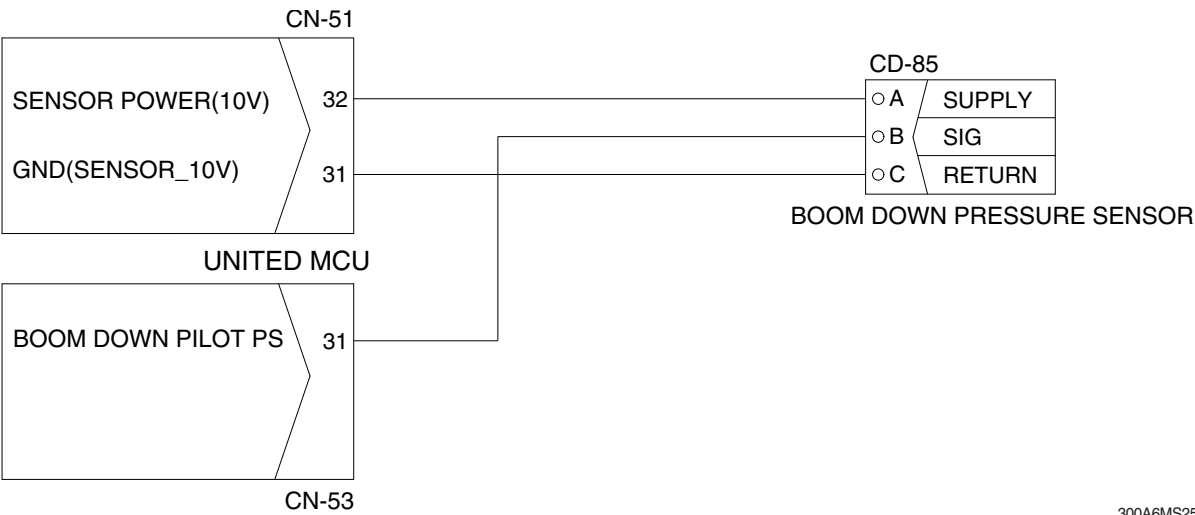 CN-51
SENSOR POWER(10V) 32
GND(SENSOR_10V) 31
CD-85
A SUPPLY
B SIG
C RETURN
BOOM DOWN PRESSURE SENSOR
UNITED MCU
BOOM DOWN PILOT PS 31
CN-53